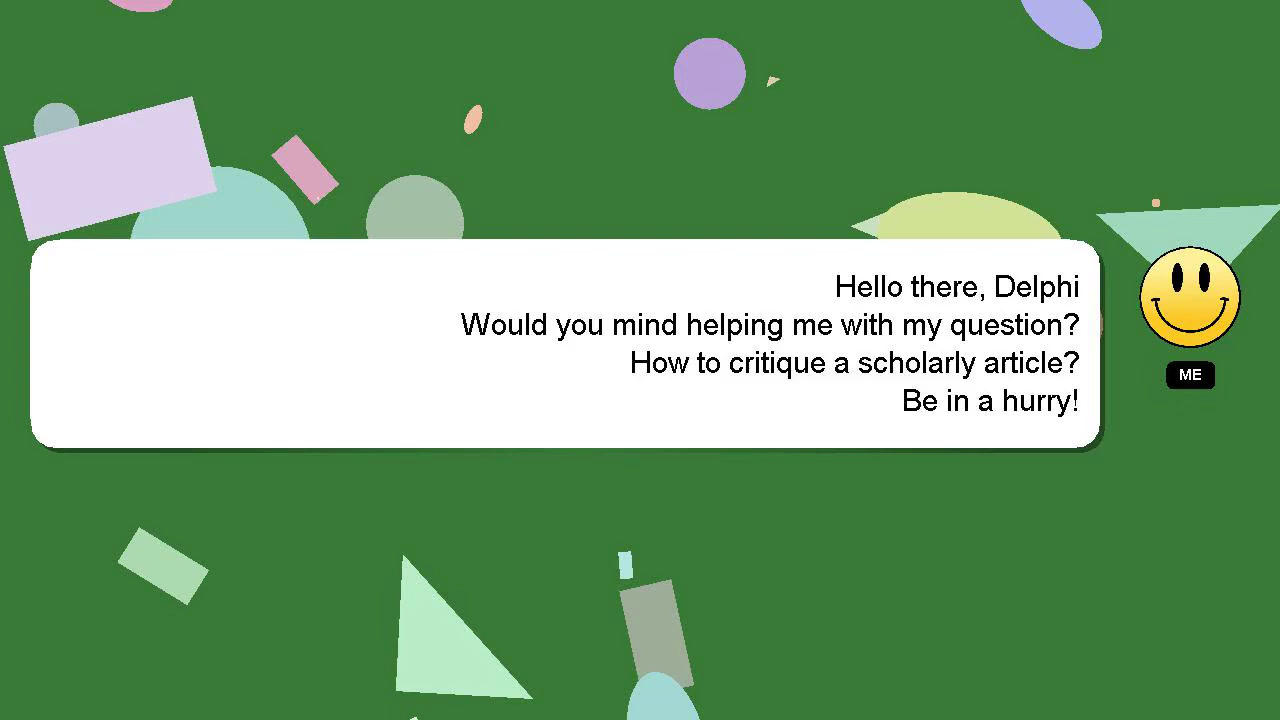 Hello there, Delphi
Would you mind helping me with my question?
How to critique a scholarly article?
Be in a hurry!
ME